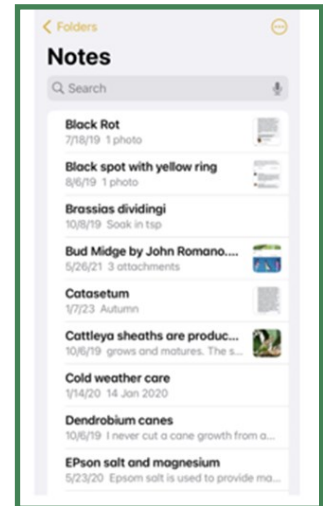 Folders
Notes
Search
Black Rot
7/18/19 1 photo
Black spot with yellow ring
8/6/19 1 photo
Brassias dividingi
10/8/19 Soak in tsp
Bud Midge by John Romano....
5/26/21 3 attachments
Catasetum
1/7/23 Autumn
Cattleya sheaths are produc...
10/6/19 grows and matures. The s...
Cold weather care
1/14/20 14 Jan 2020
Dendrobium canes
10/6/19 I never cut a cane growth from a...
EPson salt and magnesium
5/23/20 Epsom salt is used to provide ma...